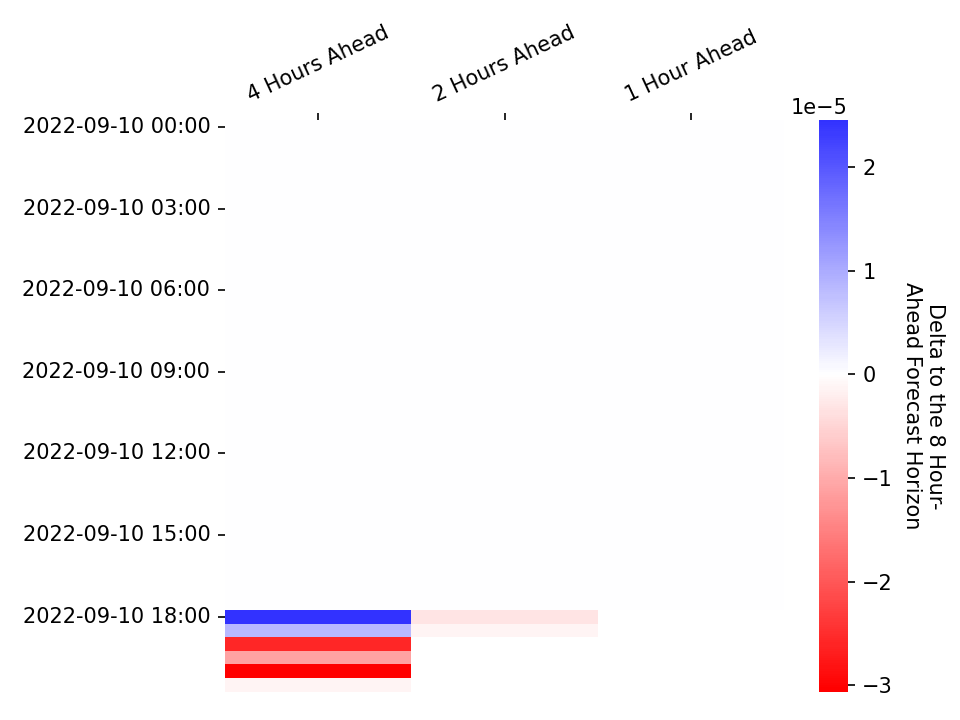 4 Hours Ahead
2 Hours Ahead
1 Hour Ahead
2022-09-10 00:00
2022-09-10 03:00
2022-09-10 06:00
2022-09-10 09:00
2022-09-10 12:00
2022-09-10 15:00
2022-09-10 18:00
1e−5
2
1
0
−1
−2
−3
Delta to the 8 Hour-
Ahead Forecast Horizon